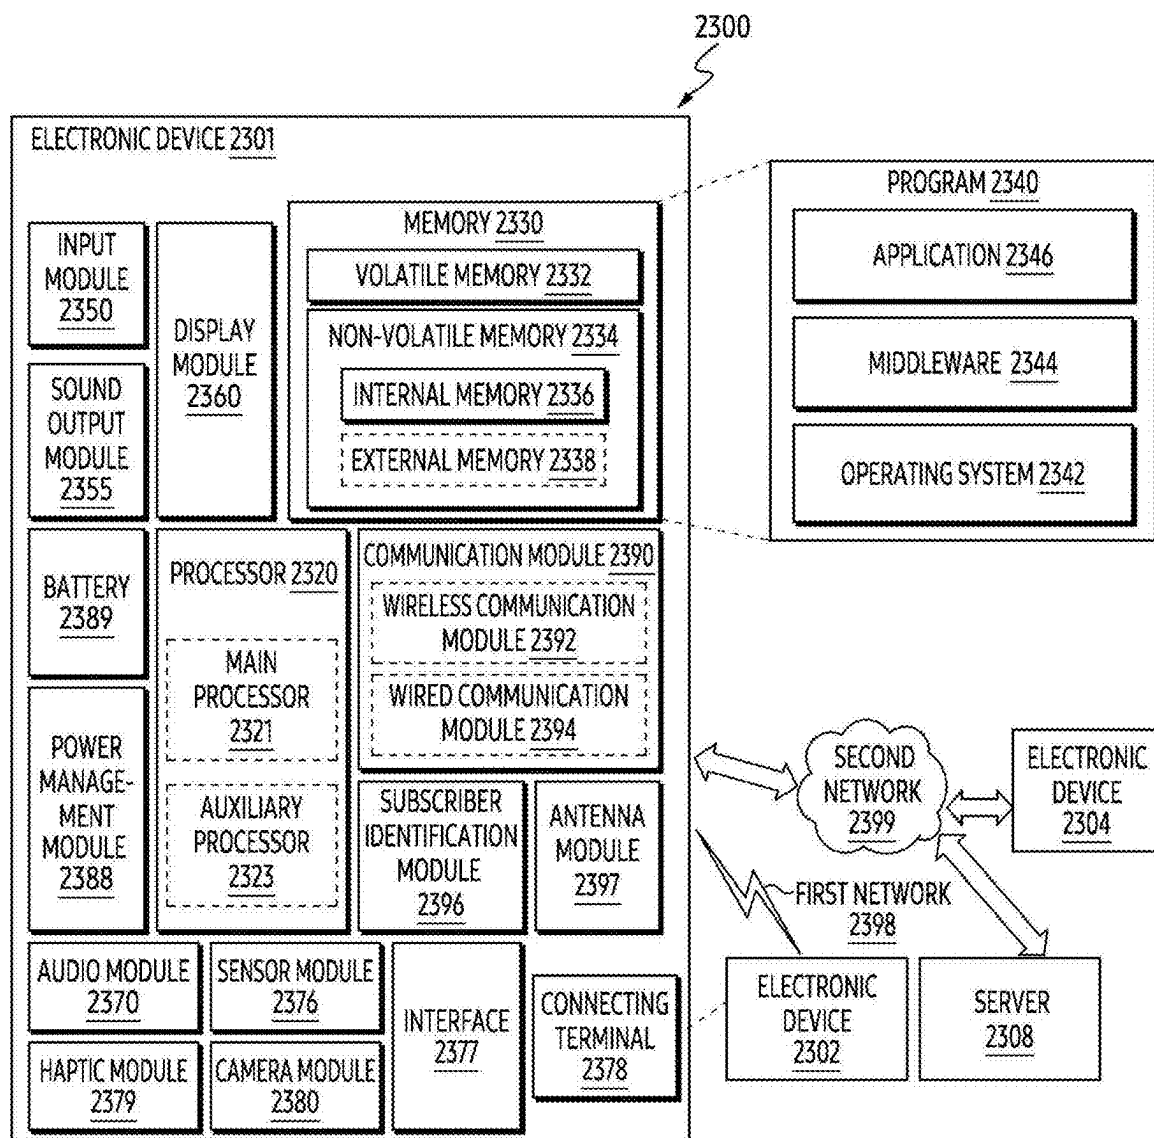 2300
ELECTRONIC DEVICE 2301
INPUT
MODULE
2350
SOUND
OUTPUT
MODULE
2355
DISPLAY
MODULE
2360
MEMORY 2330
VOLATILE MEMORY 2332
NON-VOLATILE MEMORY 2334
INTERNAL MEMORY 2336
EXTERNAL MEMORY 2338
PROGRAM 2340
APPLICATION 2346
MIDDLEWARE 2344
OPERATING SYSTEM 2342
BATTERY
2389
POWER
MANAGE-
MENT MODULE
2388
PROCESSOR 2320
MAIN
PROCESSOR
2321
AUXILIARY
PROCESSOR
2323
COMMUNICATION MODULE 2390
WIRELESS COMMUNICATION
MODULE 2392
WIRED COMMUNICATION
MODULE 2394
SUBSCRIBER
IDENTIFICATION
MODULE
2396
ANTENNA
MODULE
2397
SECOND
NETWORK
2399
ELECTRONIC
DEVICE
2304
FIRST NETWORK
2398
AUDIO MODULE
2370
SENSOR MODULE
2376
HAPTIC MODULE
2379
CAMERA MODULE
2380
INTERFACE
2377
CONNECTING
TERMINAL
2378
ELECTRONIC
DEVICE
2302
SERVER
2308